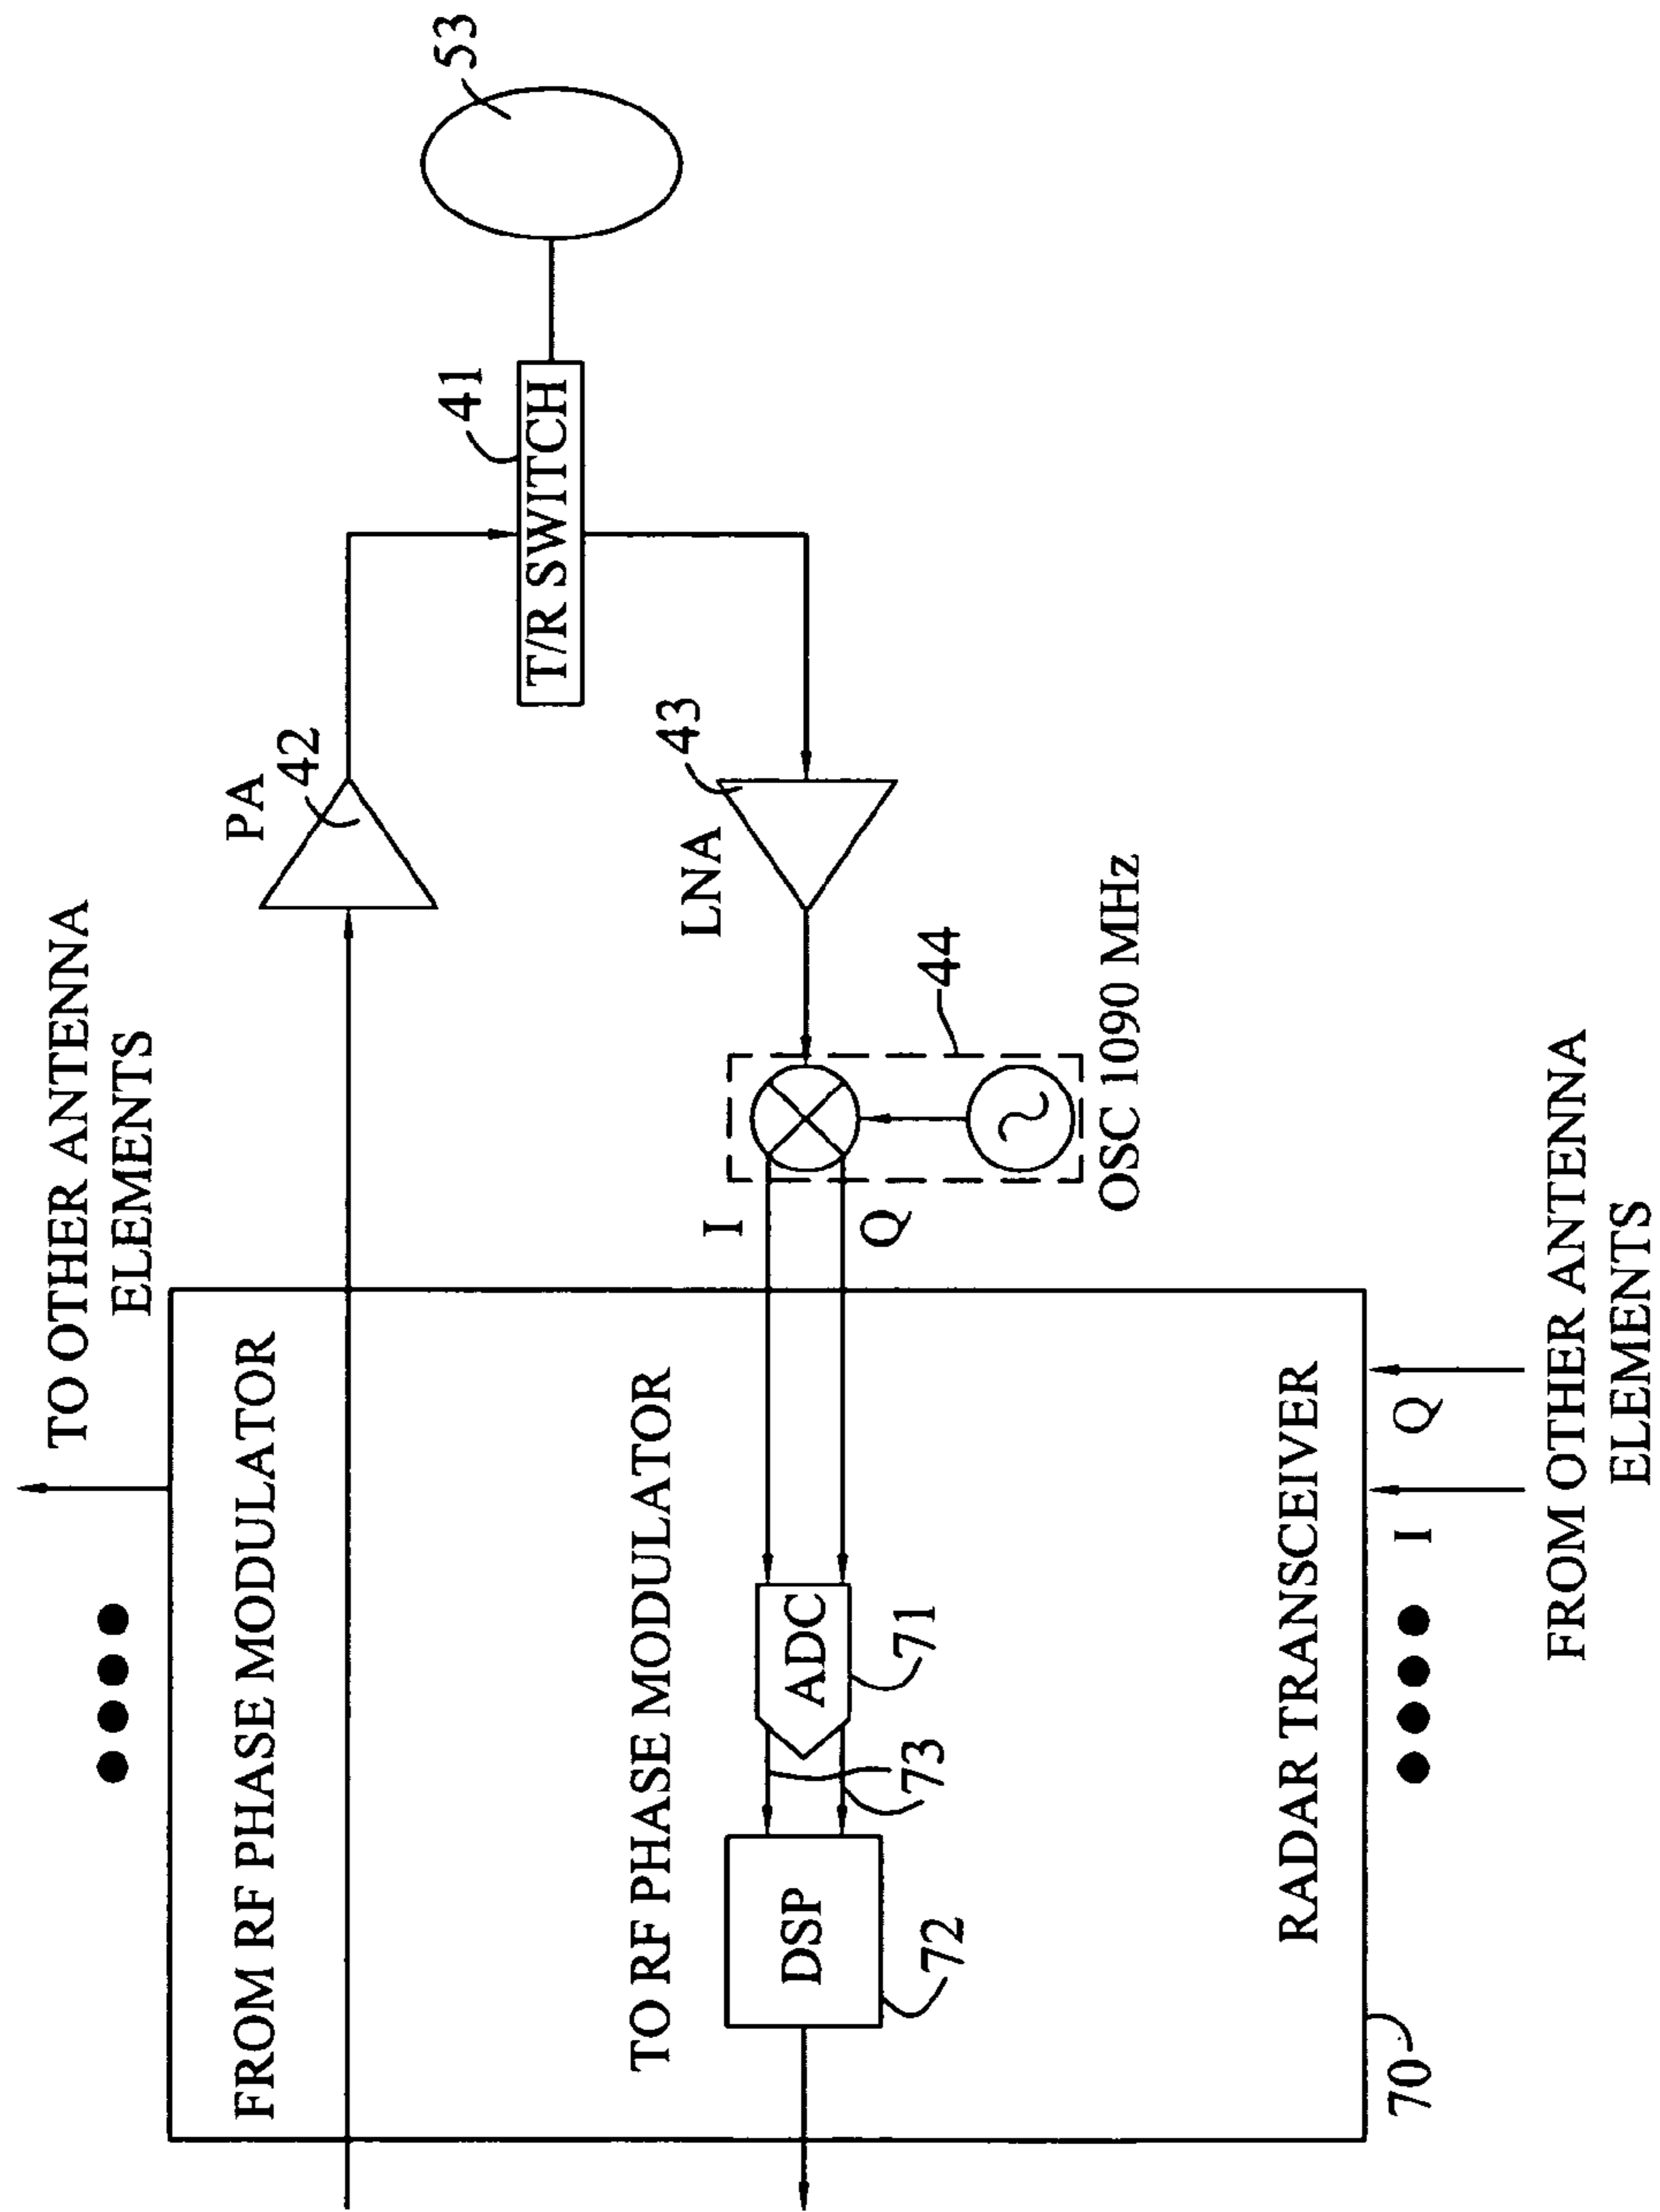 TO OTHER ANTENNA
ELEMENTS
FROM RF PHASE MODULATOR
PA
42
41
53
T/R SWITCH
TO RF PHASE MODULATOR
LNA
43
I
Q
44
OSC 1090 MHz
DSP
72
73
ADC
71
RADAR TRANSCEIVER
70
I
Q
FROM OTHER ANTENNA
ELEMENTS